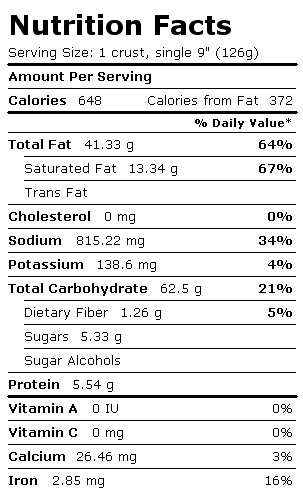 Nutrition Facts
Serving Size: 1 crust, single 9" (126g)
Amount Per Serving
Calories 648 Calories from Fat 372
% Daily Value*
Total Fat 41.33 g 64%
Saturated Fat 13.34 g 67%
Trans Fat
Cholesterol 0 mg 0%
Sodium 815.22 mg 34%
Potassium 138.6 mg 4%
Total Carbohydrate 62.5 g 21%
Dietary Fiber 1.26 g 5%
Sugars 5.33 g
Sugar Alcohols
Protein 5.54 g
Vitamin A 0 IU 0%
Vitamin C 0 mg 0%
Calcium 26.46 mg 3%
Iron 2.85 mg 16%